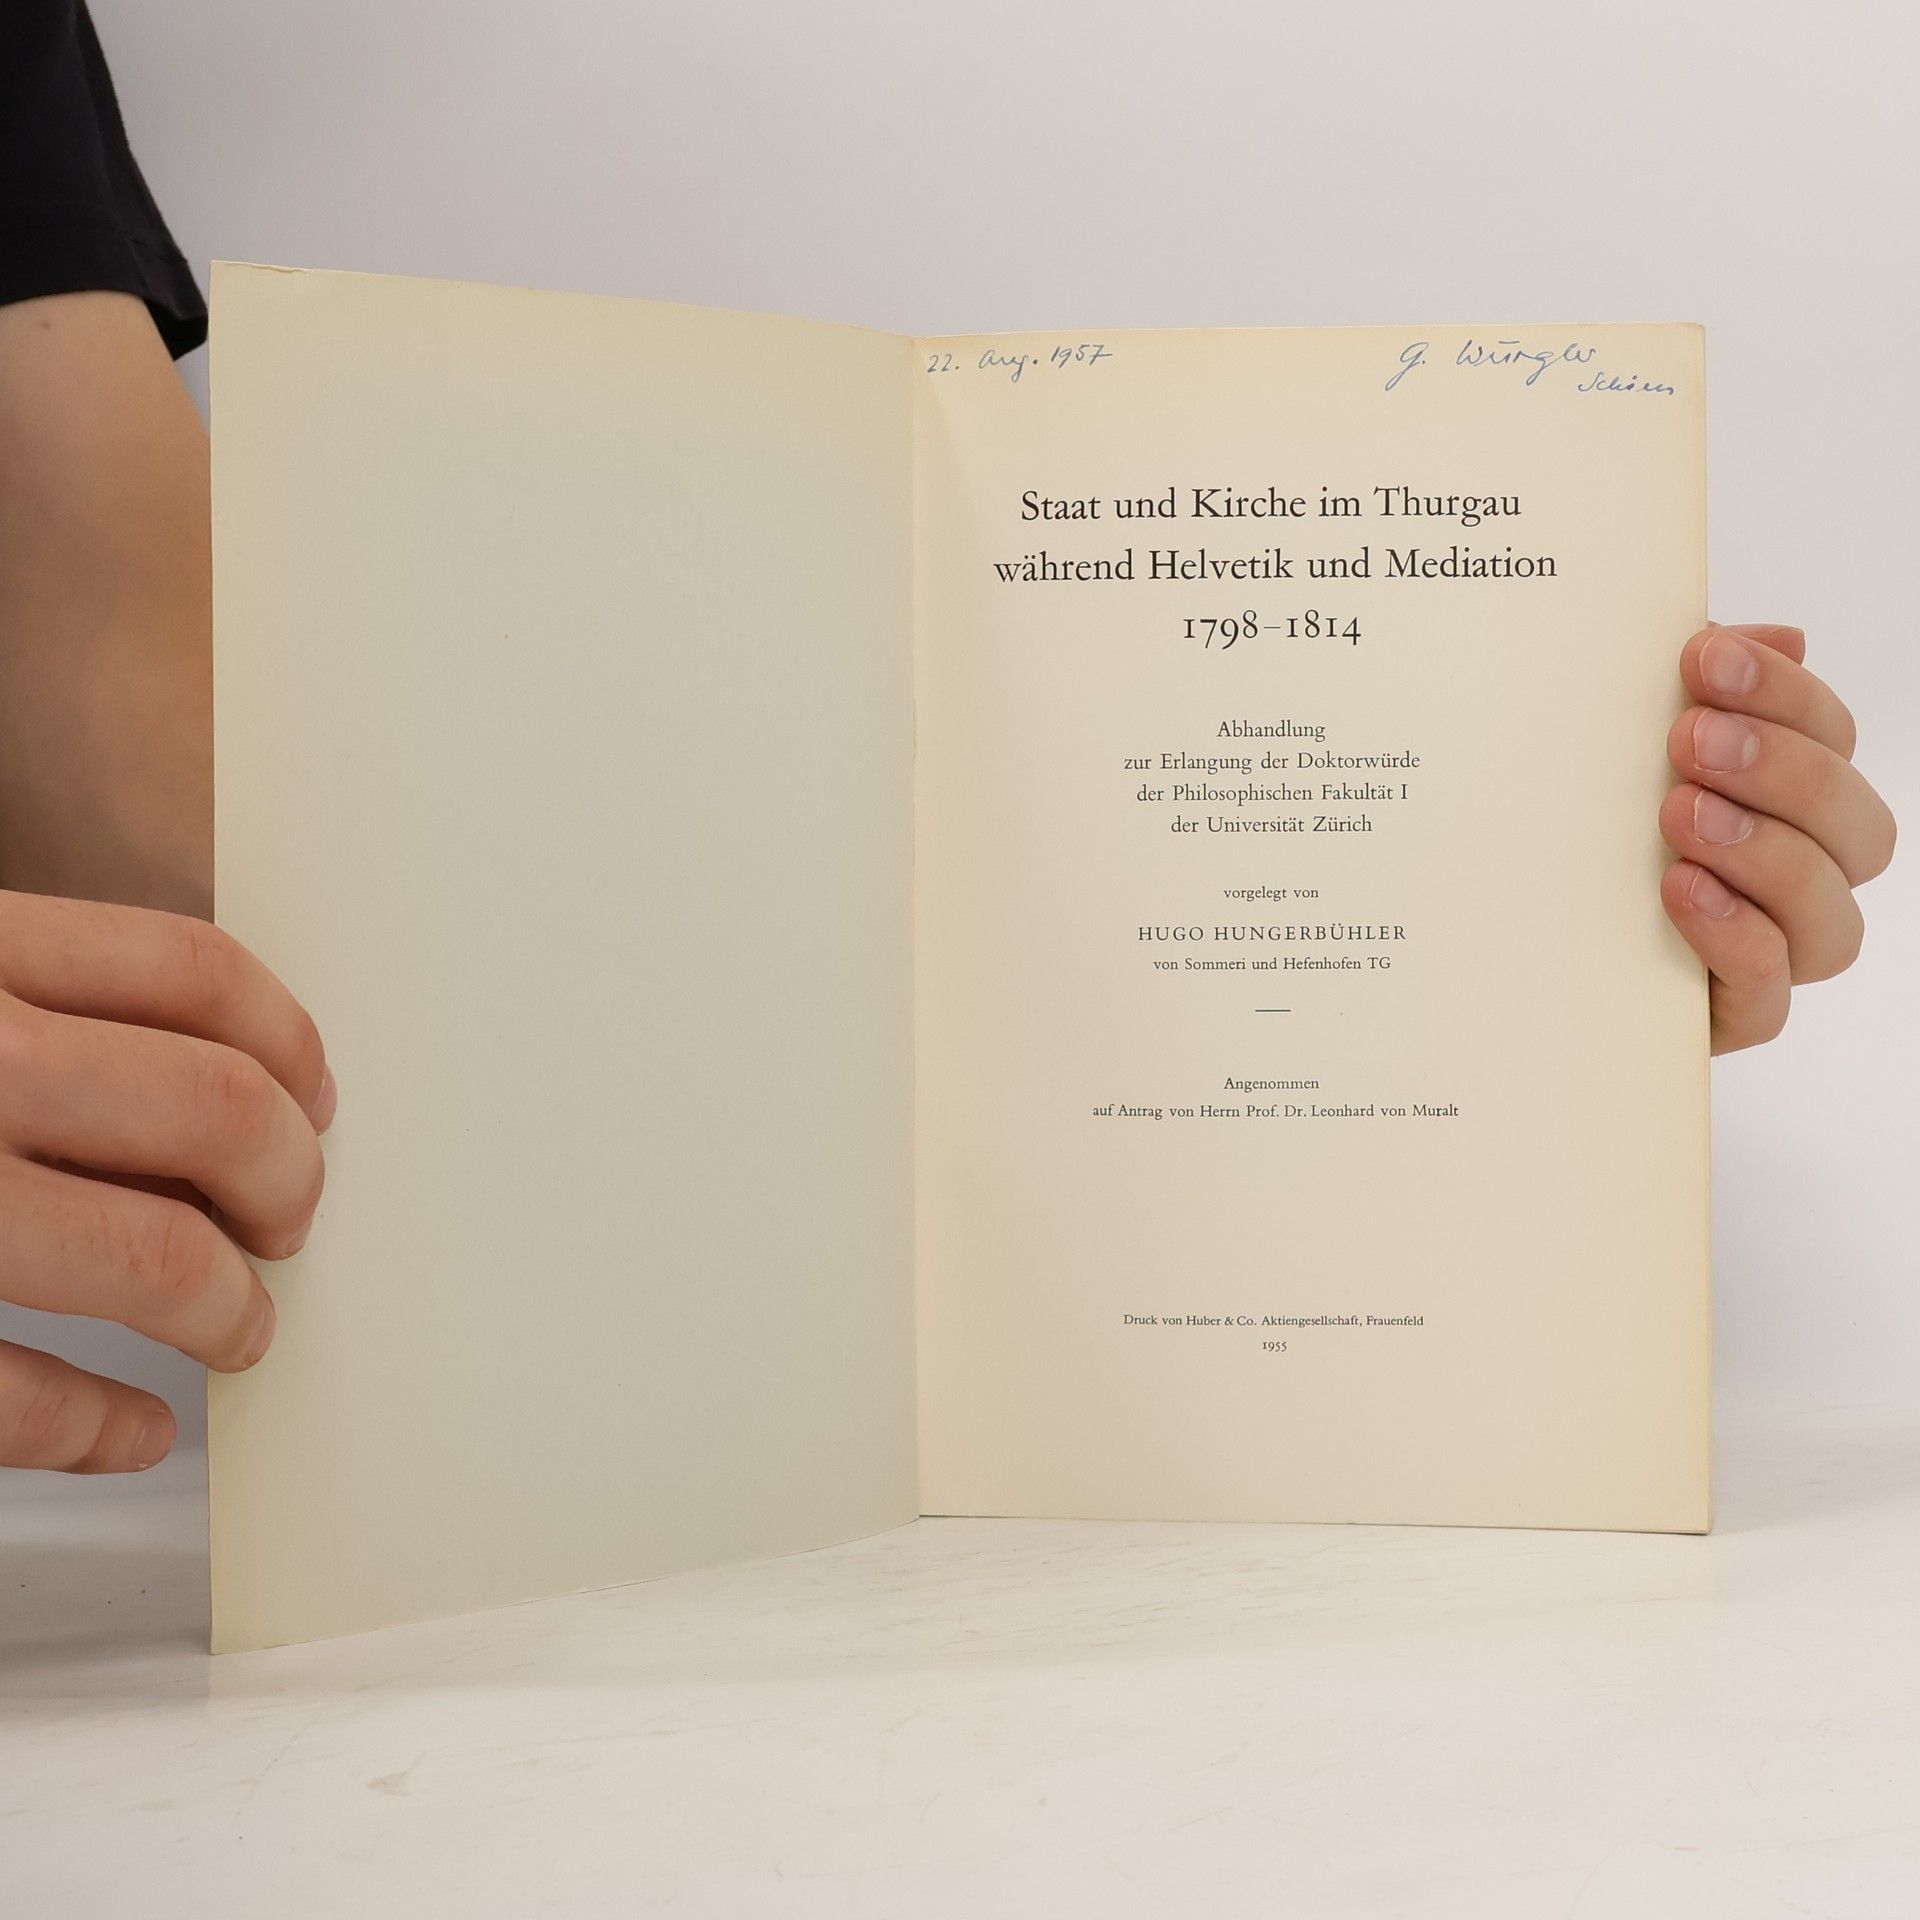 22. Aug. 1957
G. Würgler
Schiers
Staat und Kirche im Thurgau
während Helvetik und Mediation
1798–1814
Abhandlung
zur Erlangung der Doktorwürde
der Philosophischen Fakultät I
der Universität Zürich
vorgelegt von
HUGO HUNGERBÜHLER
von Sommeri und Hefenhofen TG
Angenommen
auf Antrag von Herrn Prof. Dr. Leonhard von Muralt
Druck von Huber & Co. Aktiengesellschaft, Frauenfeld
1955